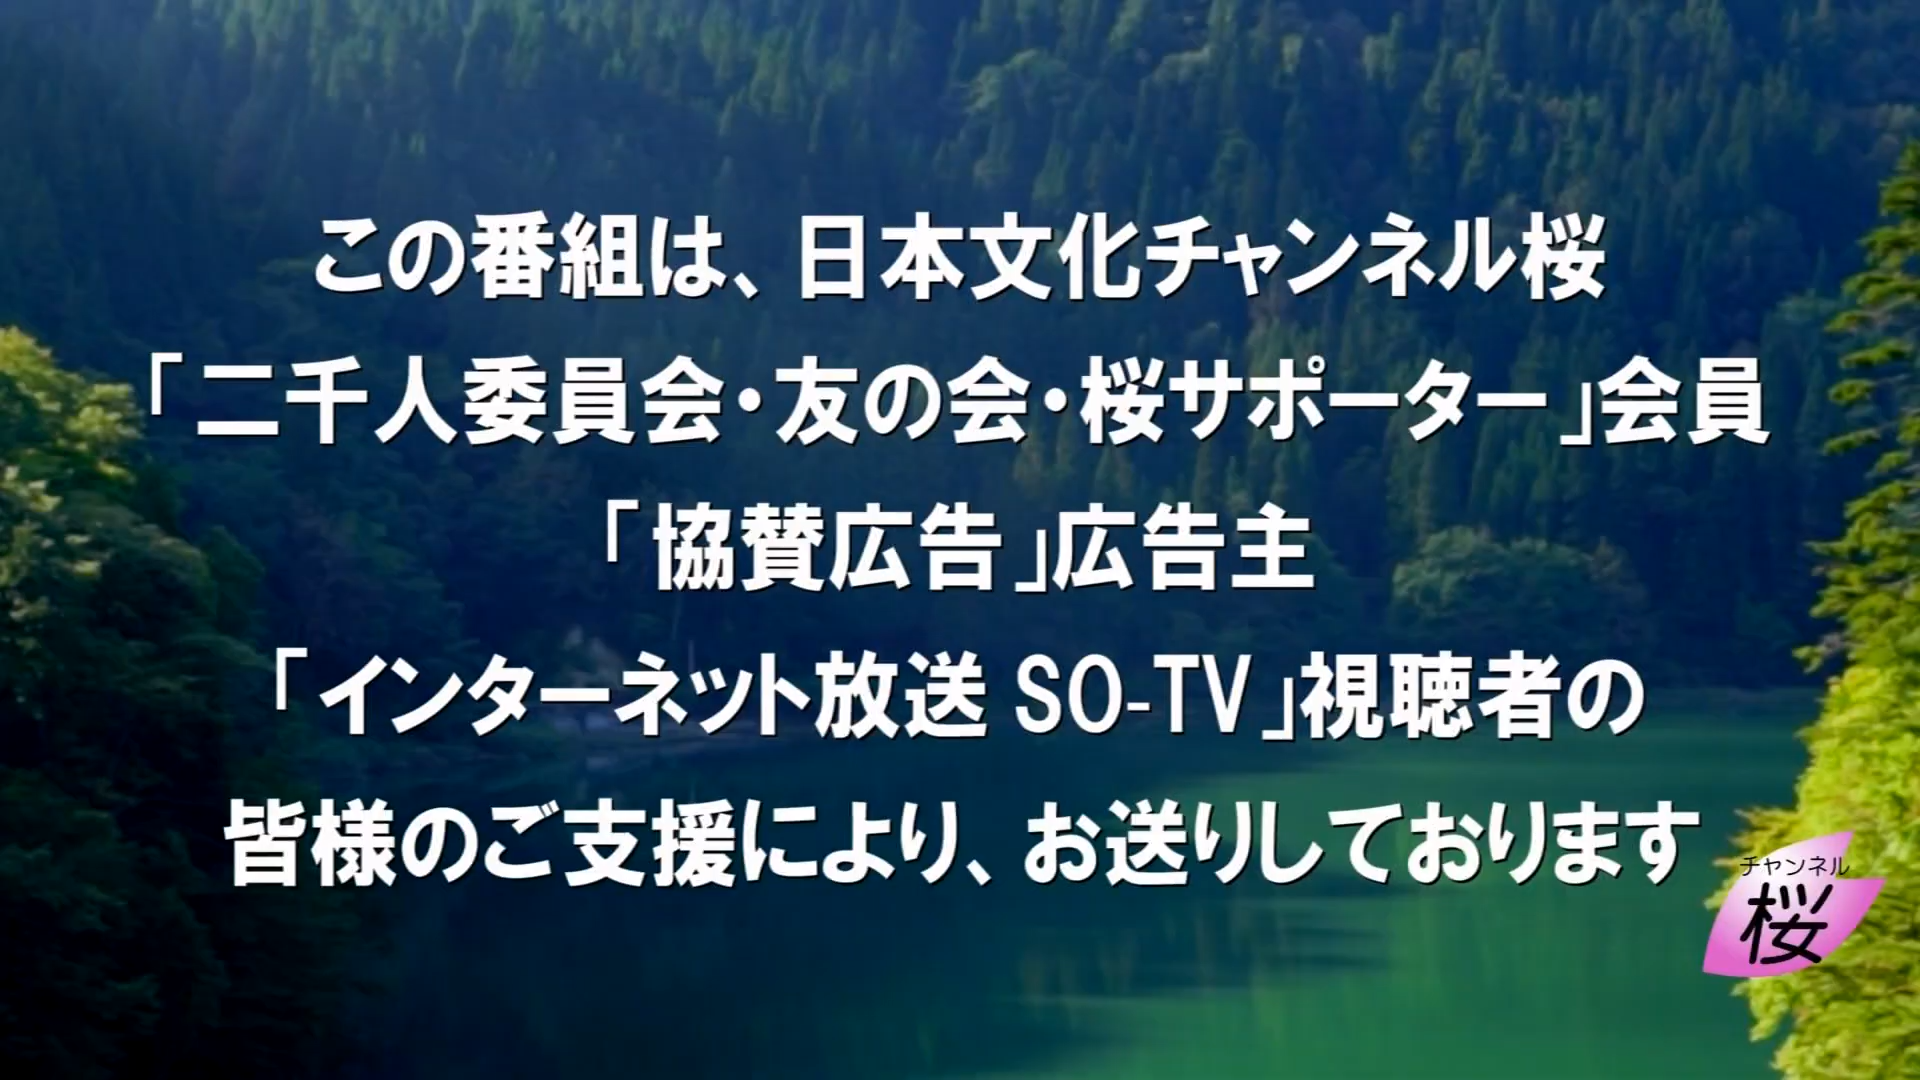 この番組は、日本文化チャンネル桜
「二千人委員会・友の会・桜サポーター」会員
「協賛広告」広告主
「インターネット放送 SO-TV」視聴者の
皆様のご支援により、お送りしております
チャンネル
桜